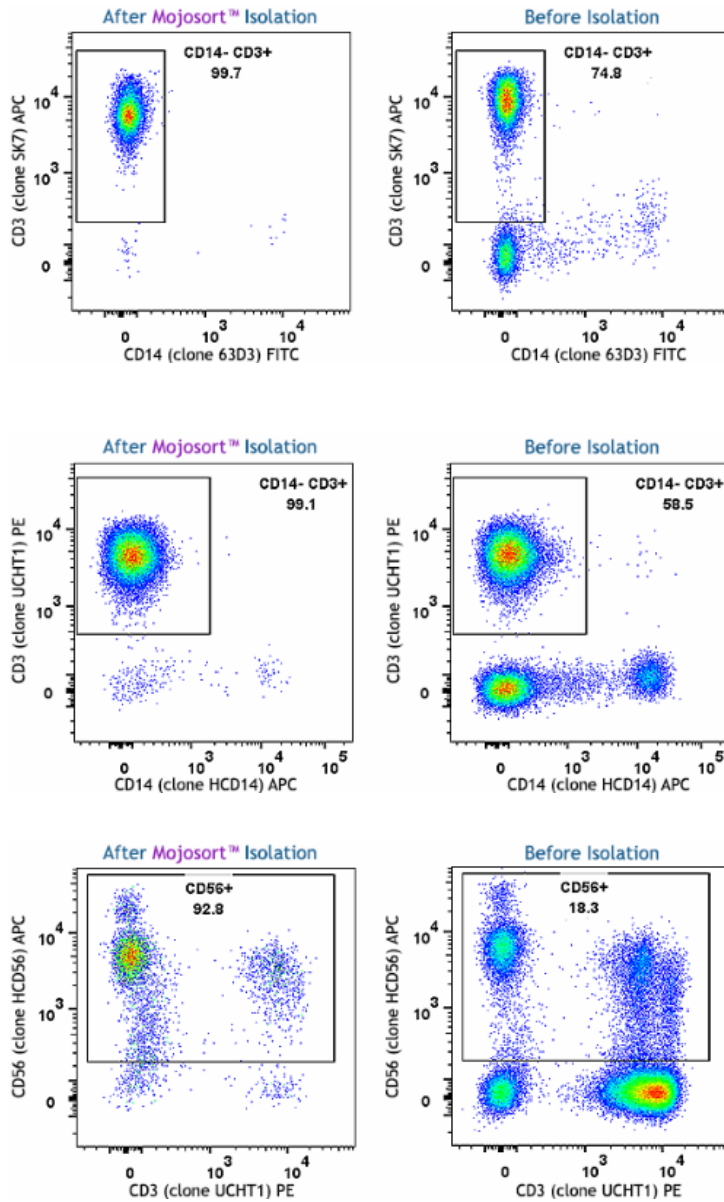 After Mojosort™ Isolation
CD14- CD3+
99.7
CD3 (clone SK7) APC
10⁴
10³
0
0
10³
10⁴
CD14 (clone 63D3) FITC
Before Isolation
CD14- CD3+
74.8
CD3 (clone SK7) APC
10⁴
10³
0
0
10³
10⁴
CD14 (clone 63D3) FITC
After Mojosort™ Isolation
CD14- CD3+
99.1
CD3 (clone UCHT1) PE
10⁴
10³
0
0
10³
10⁴
10⁵
CD14 (clone HCD14) APC
Before Isolation
CD14- CD3+
58.5
CD3 (clone UCHT1) PE
10⁴
10³
0
0
10³
10⁴
10⁵
CD14 (clone HCD14) APC
After Mojosort™ Isolation
CD56+
92.8
CD56 (clone HCD56) APC
10⁴
10³
0
0
10³
10⁴
CD3 (clone UCHT1) PE
Before Isolation
CD56+
18.3
CD56 (clone HCD56) APC
10⁴
10³
0
0
10³
10⁴
CD3 (clone UCHT1) PE